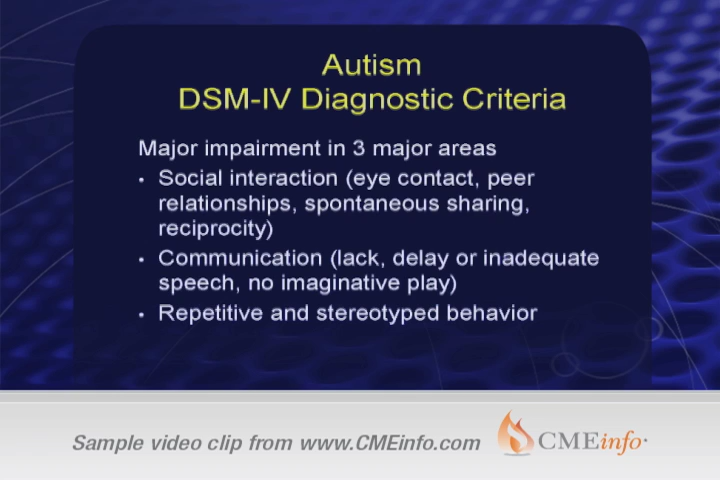 Autism
DSM-IV Diagnostic Criteria
Major impairment in 3 major areas
• Social interaction (eye contact, peer
relationships, spontaneous sharing,
reciprocity)
• Communication (lack, delay or inadequate
speech, no imaginative play)
• Repetitive and stereotyped behavior
Sample video clip from www.CMEinfo.com
CMEinfo